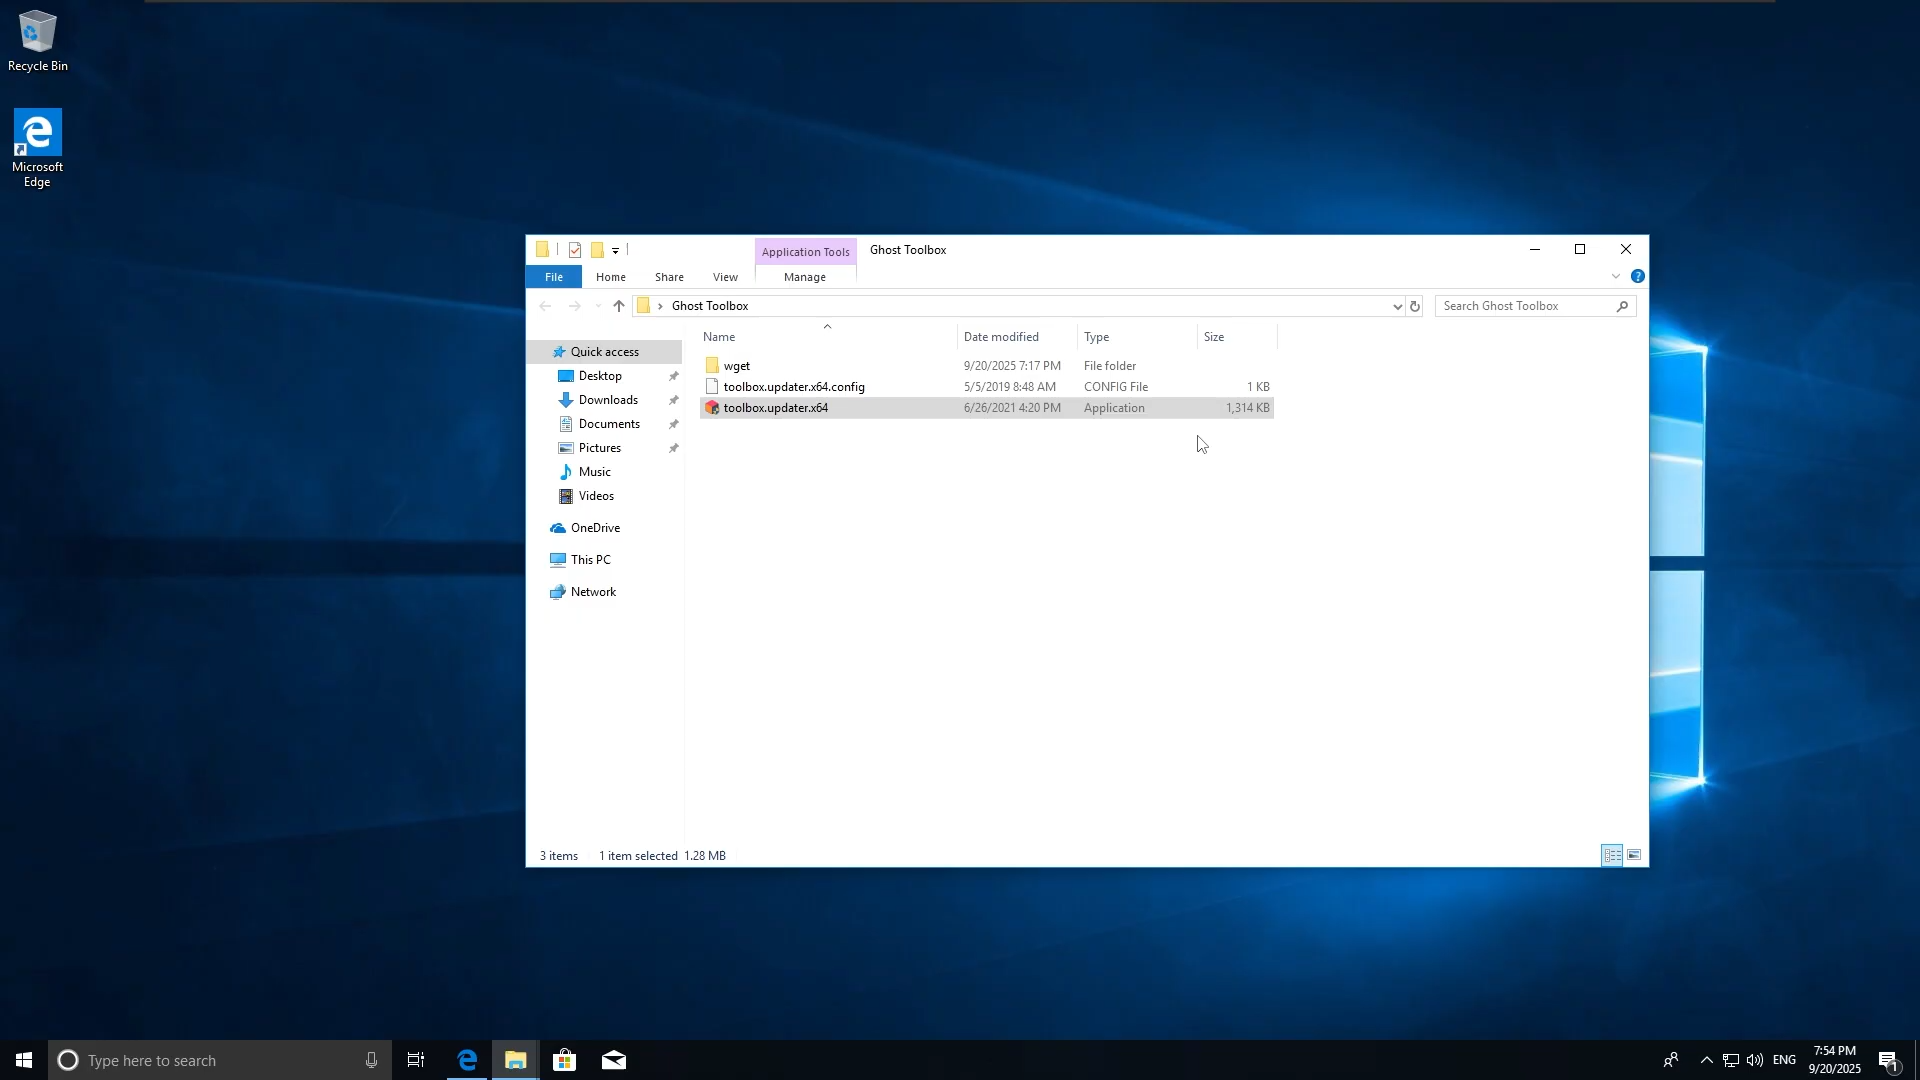 Recycle Bin
Microsoft
Edge
Application Tools
Ghost Toolbox
File
Home
Share
View
Manage
Ghost Toolbox
Search Ghost Toolbox
Name
Date modified
Type
Size
Quick access
Desktop
Downloads
Documents
Pictures
Music
Videos
OneDrive
This PC
Network
wget 9/20/2025 7:17 PM File folder
toolbox.updater.x64.config 5/5/2019 8:48 AM CONFIG File 1 KB
toolbox.updater.x64 6/26/2021 4:20 PM Application 1,314 KB
3 items 1 item selected 1.28 MB
Type here to search
ENG
7:54 PM
9/20/2025
1